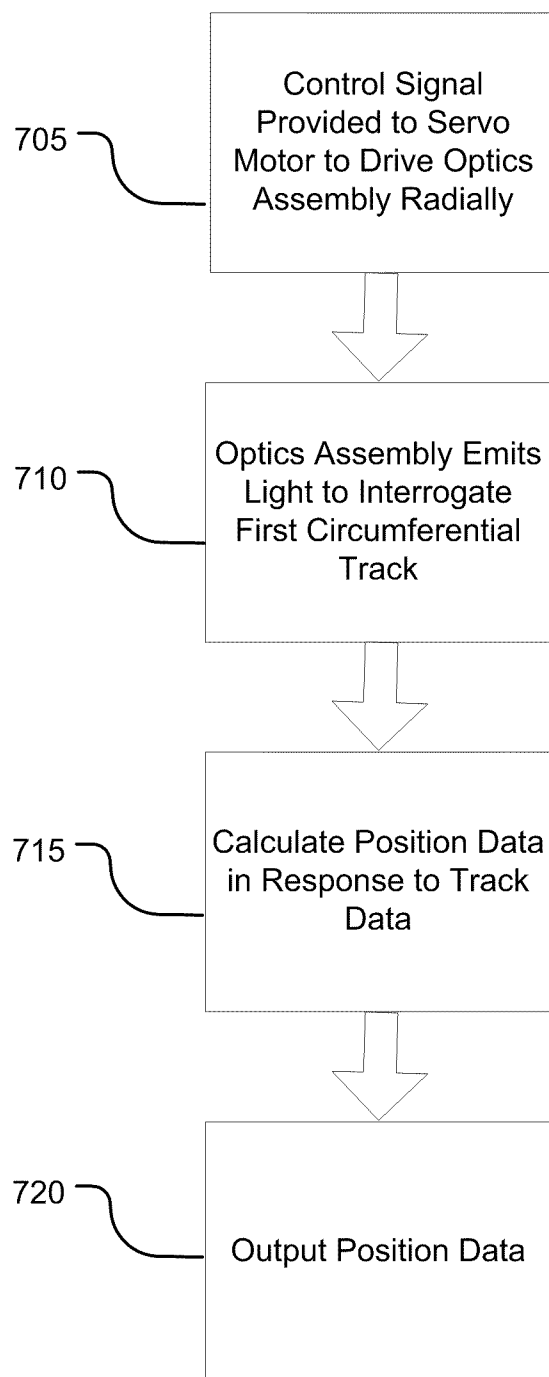 705
Control Signal
Provided to Servo
Motor to Drive Optics
Assembly Radially
710
Optics Assembly Emits
Light to Interrogate
First Circumferential
Track
715
Calculate Position Data
in Response to Track
Data
720
Output Position Data